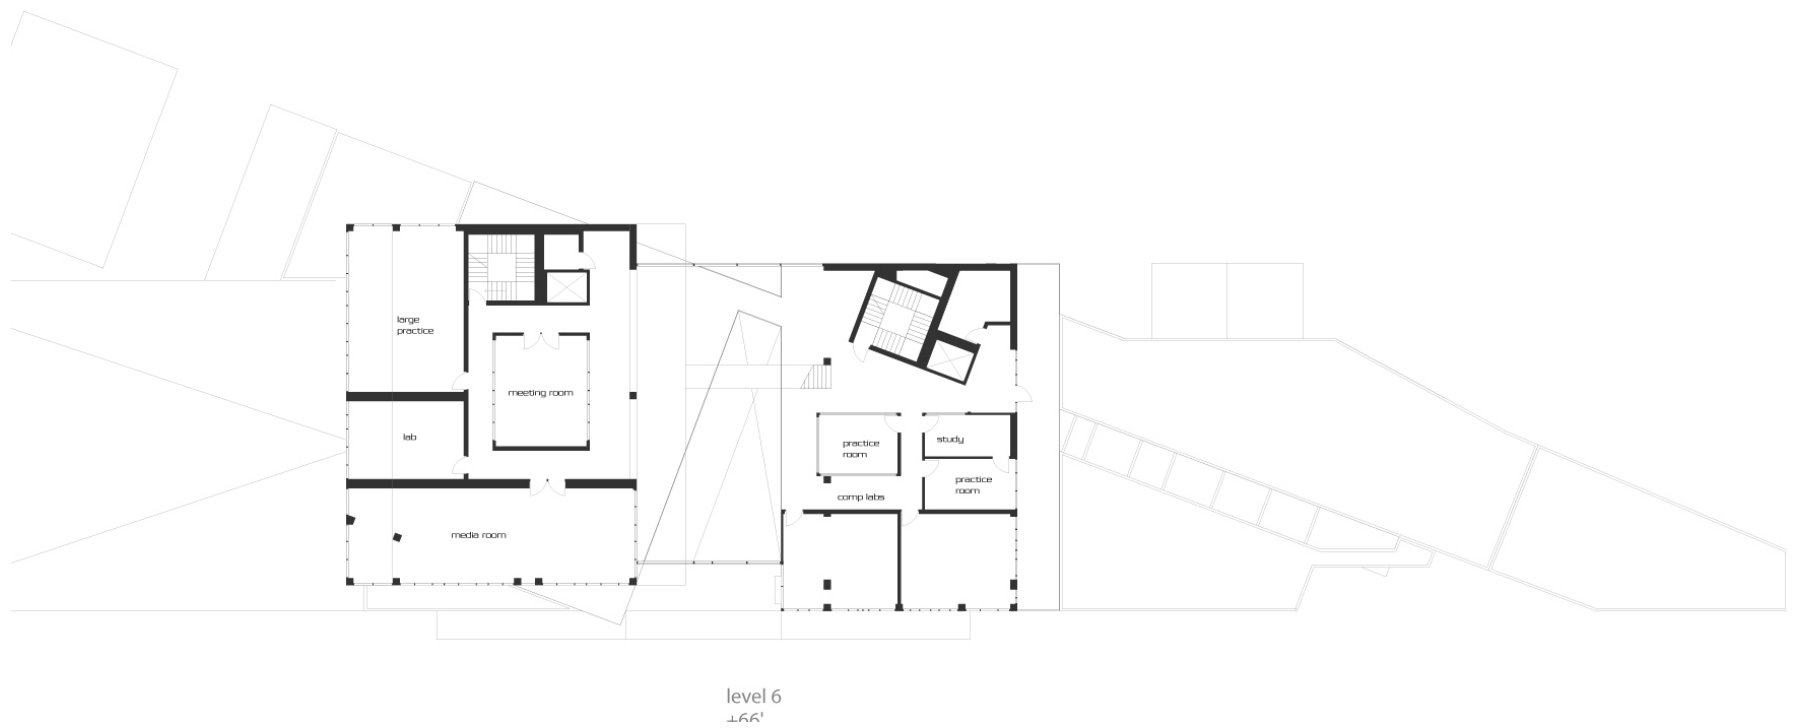 large
practice
meeting room
lab
media room
practice
room
study
practice
room
comp labs
level 6
+66'